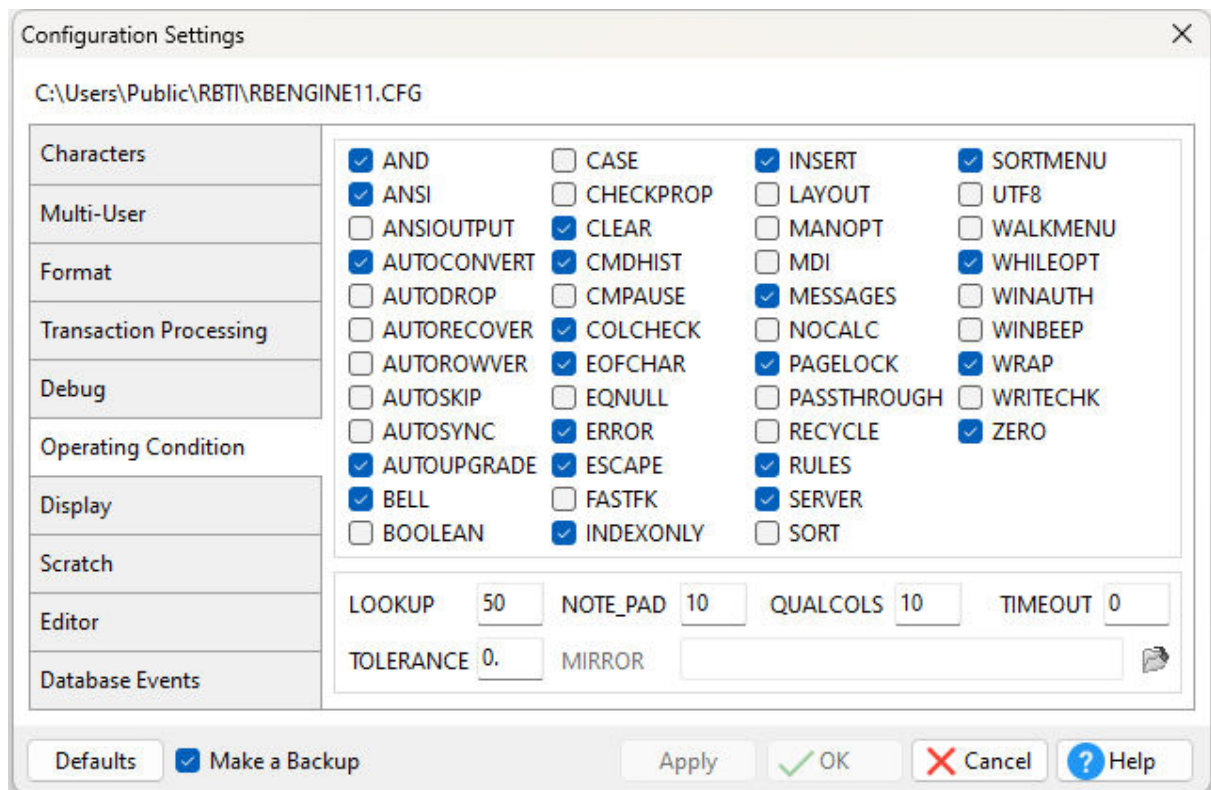 Configuration Settings
C:\Users\Public\RBTI\RBENGINE11.CFG
Characters
Multi-User
Format
Transaction Processing
Debug
Operating Condition
Display
Scratch
Editor
Database Events
AND
ANSI
ANSIOUTPUT
AUTOCONVERT
AUTODROP
AUTORECOVER
AUTOROWVER
AUTOSKIP
AUTOSYNC
AUTOUPGRADE
BELL
BOOLEAN
CASE
CHECKPROP
CLEAR
CMDHIST
CMPAUSE
COLCHECK
EOFCHAR
EQNULL
ERROR
ESCAPE
FASTFK
INDEXONLY
INSERT
LAYOUT
MANOPT
MDI
MESSAGES
NOCALC
PAGELOCK
PASSTHROUGH
RECYCLE
RULES
SERVER
SORT
SORTMENU
UTF8
WALKMENU
WHILEOPT
WINAUTH
WINBEEP
WRAP
WRITECHK
ZERO
LOOKUP 50 NOTE_PAD 10 QUALCOLS 10 TIMEOUT 0
TOLERANCE 0. MIRROR
Defaults Make a Backup Apply OK Cancel ? Help